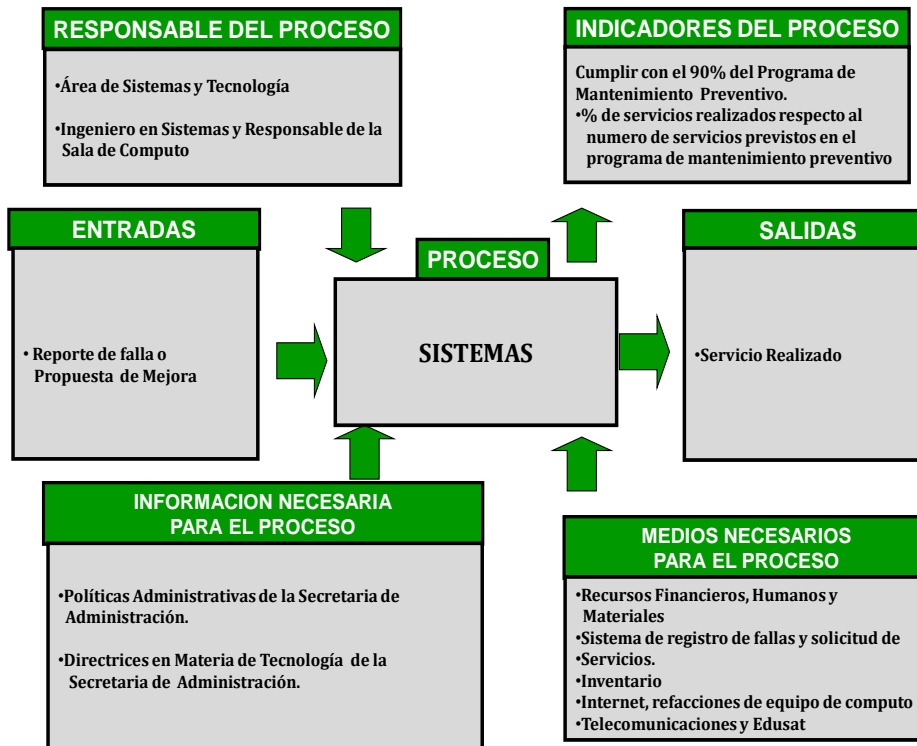 RESPONSABLE DEL PROCESO
•Área de Sistemas y Tecnología
•Ingeniero en Sistemas y Responsable de la
Sala de Computo
INDICADORES DEL PROCESO
Cumplir con el 90% del Programa de
Mantenimiento Preventivo.
•% de servicios realizados respecto al
numero de servicios previstos en el
programa de mantenimiento preventivo
ENTRADAS
• Reporte de falla o
Propuesta de Mejora
PROCESO
SISTEMAS
SALIDAS
•Servicio Realizado
INFORMACION NECESARIA
PARA EL PROCESO
•Políticas Administrativas de la Secretaria de
Administración.
•Directrices en Materia de Tecnología de la
Secretaria de Administración.
MEDIOS NECESARIOS
PARA EL PROCESO
•Recursos Financieros, Humanos y
Materiales
•Sistema de registro de fallas y solicitud de
•Servicios.
•Inventario
•Internet, refacciones de equipo de computo
•Telecomunicaciones y Edusat